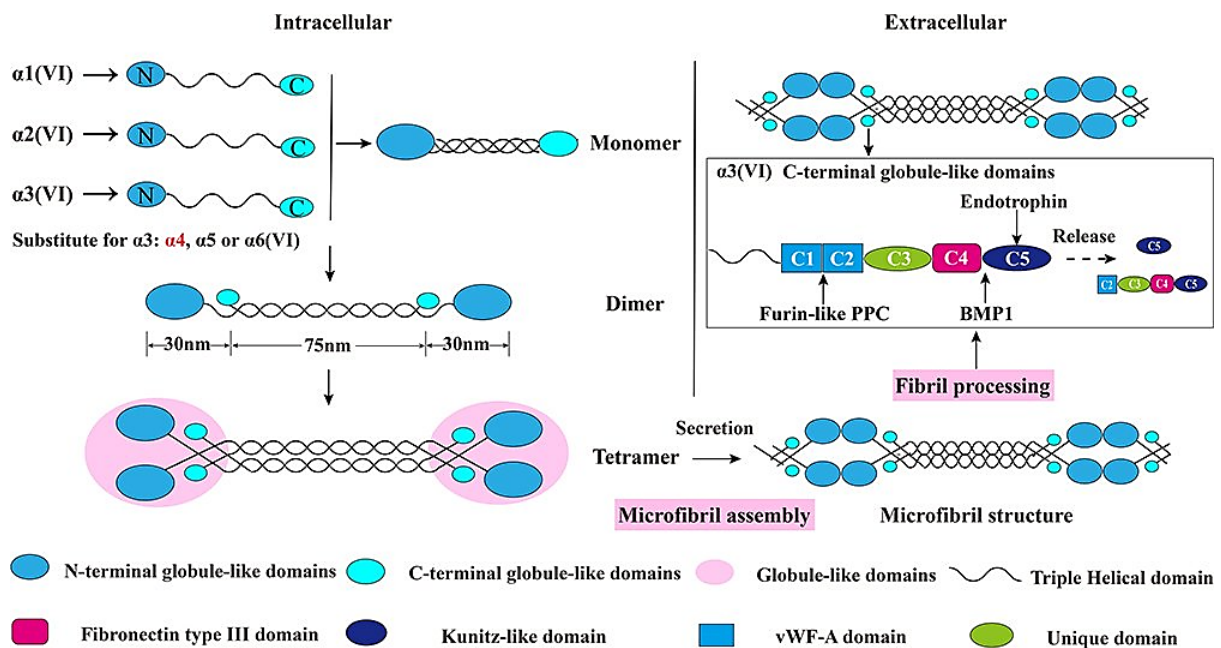 Intracellular
Extracellular
α1(VI)
N
C
α2(VI)
N
C
α3(VI)
N
C
Substitute for α3: α4, α5 or α6(VI)
Monomer
Dimer
30nm
75nm
30nm
Tetramer
Secretion
Microfibril assembly
Microfibril structure
α3(VI) C-terminal globule-like domains
Endotrophin
C1
C2
C3
C4
C5
Release
C5
C2
C3
C4
C5
Furin-like PPC
BMP1
Fibril processing
N-terminal globule-like domains
C-terminal globule-like domains
Globule-like domains
Triple Helical domain
Fibronectin type III domain
Kunitz-like domain
vWF-A domain
Unique domain